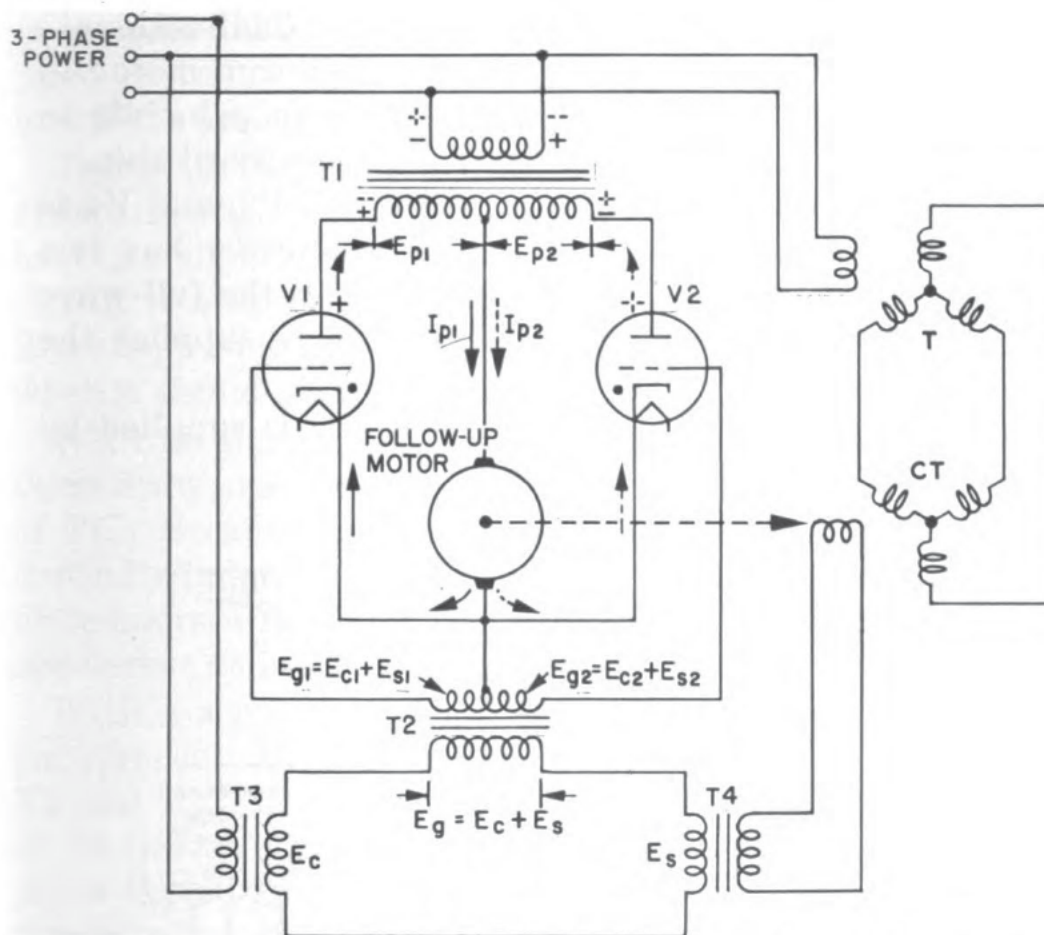 3-PHASE
POWER
T1
-+- --
- +
-- -+-
+ -
Ep1 Ep2
V1 + -+- V2
Ip1 Ip2
FOLLOW-UP
MOTOR
T
CT
Eg1=Ec1+Es1 Eg2=Ec2+Es2
T2
T3 T4
Eg = Ec + Es
Ec Es